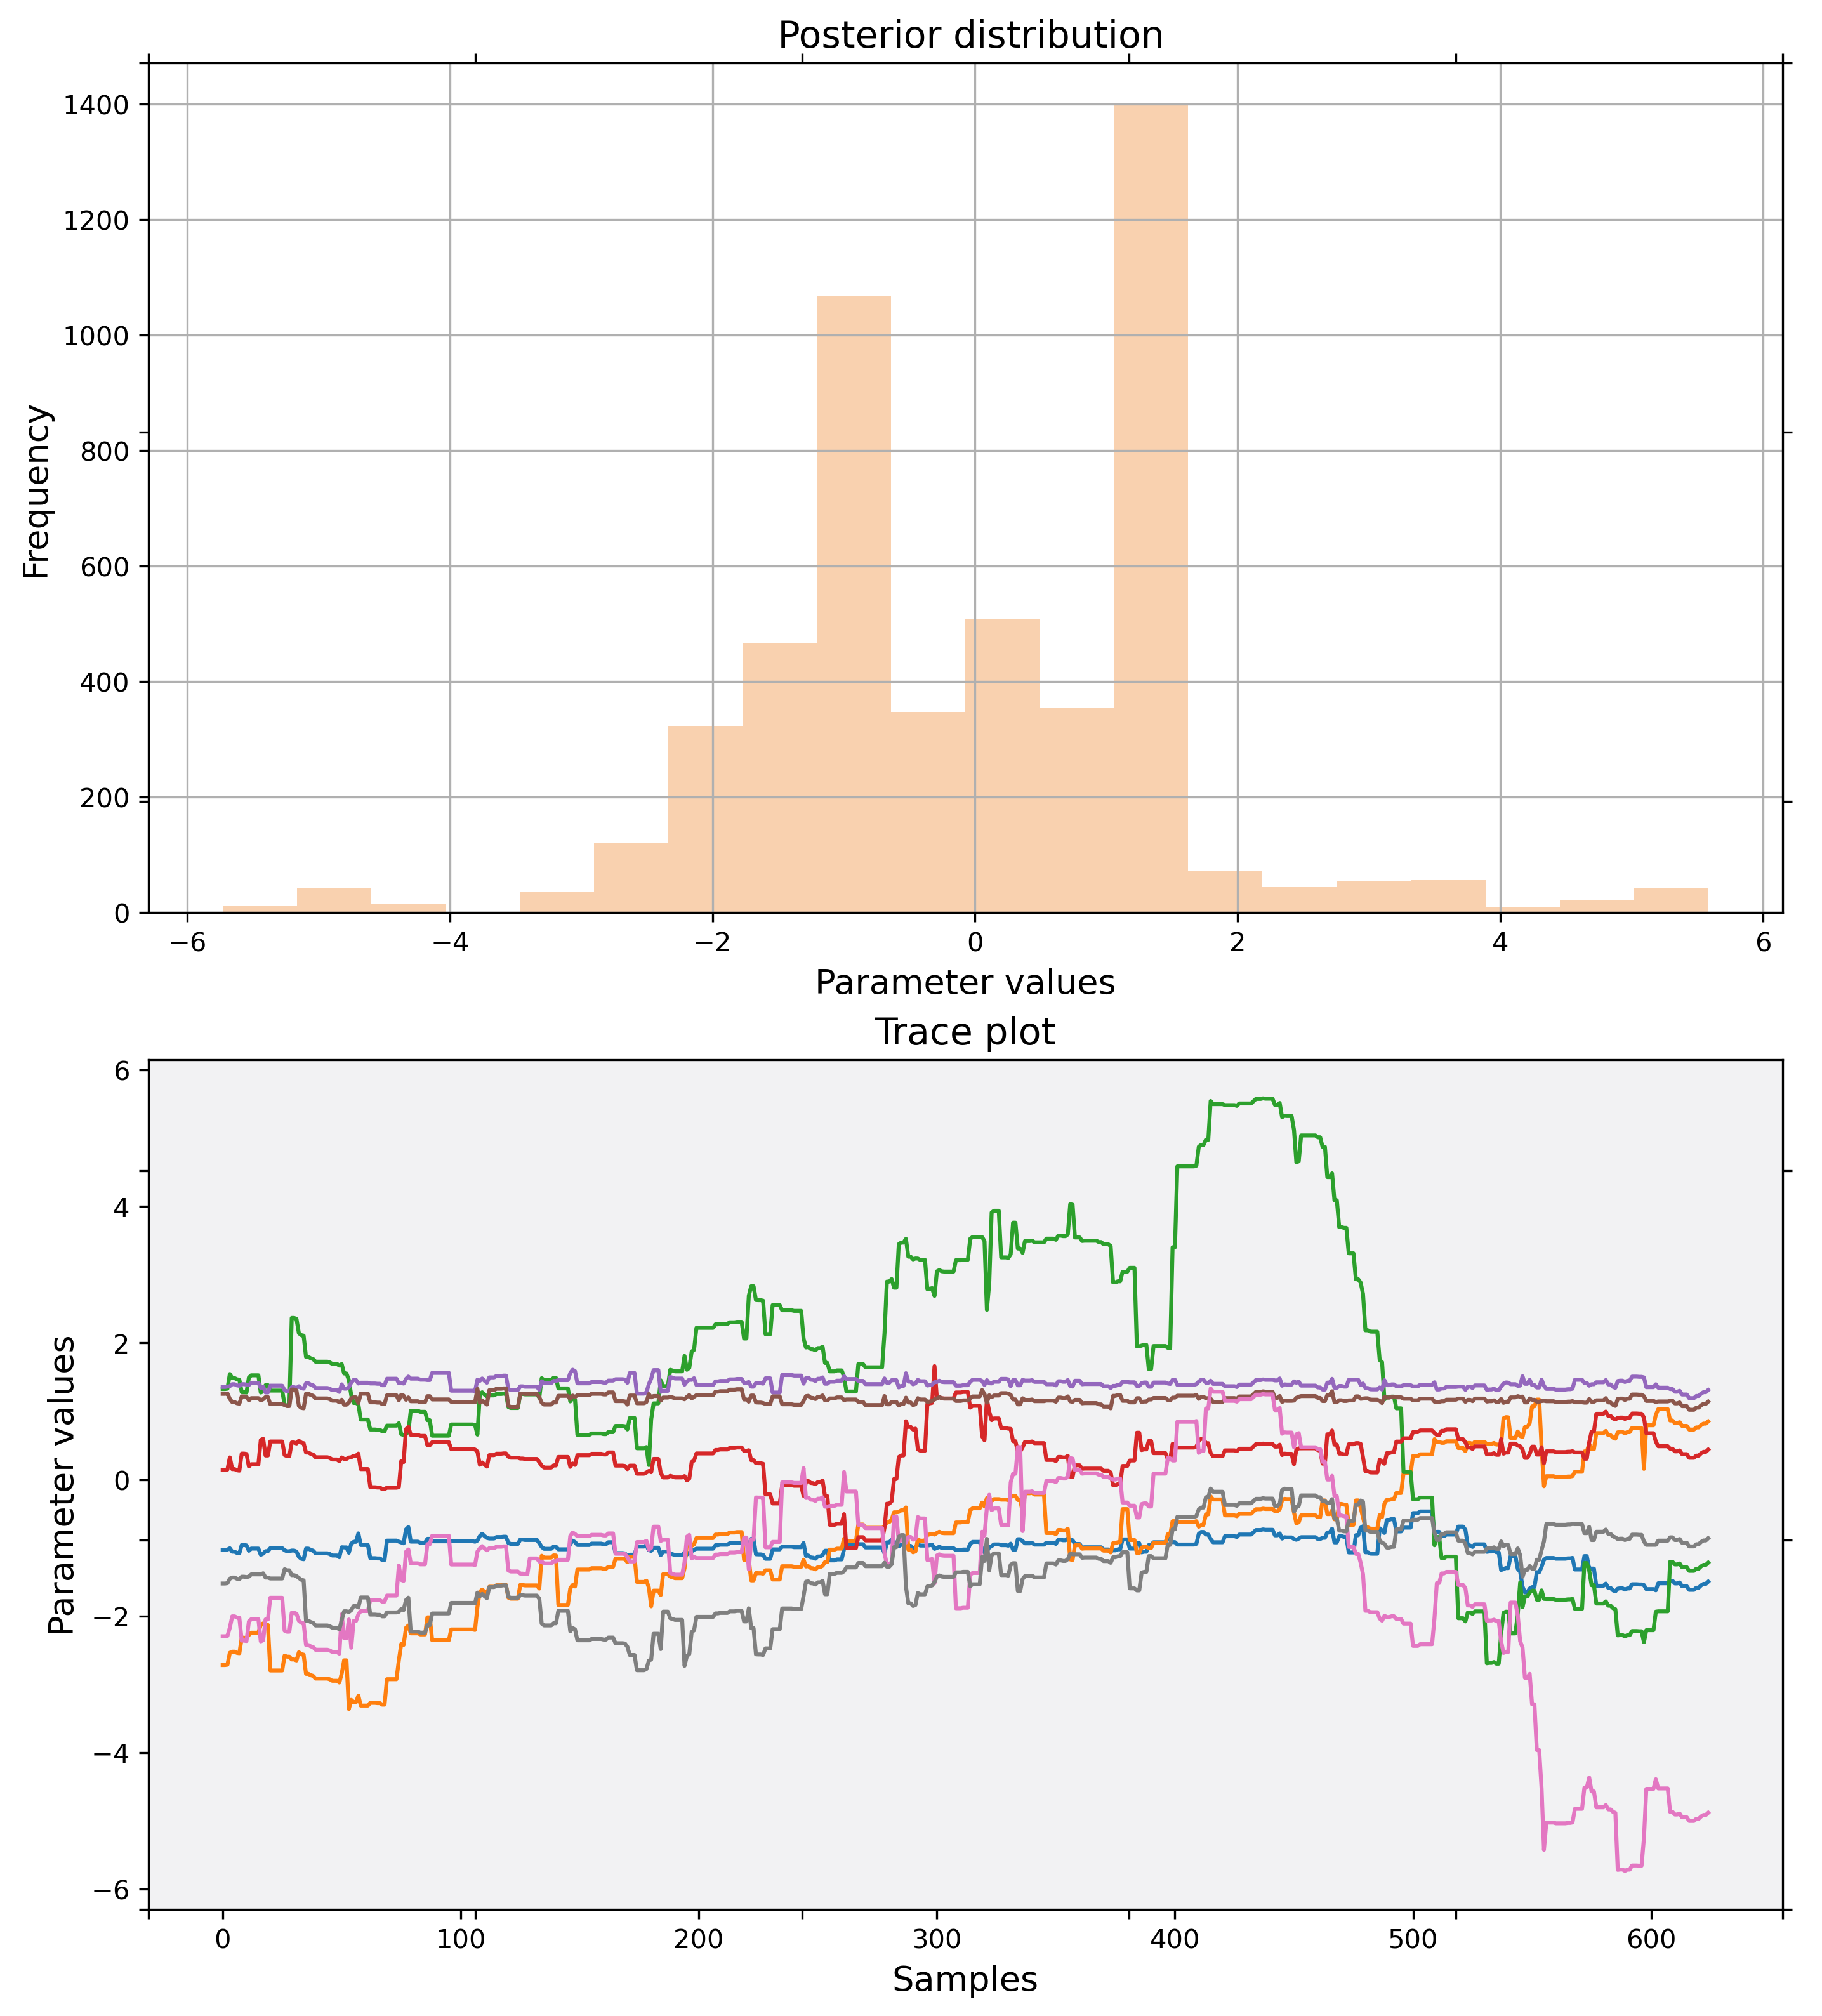 Posterior distribution
1400
1200
1000
800
600
400
200
0
Frequency
−6 −4 −2 0 2 4 6
Parameter values
Trace plot
6
4
2
0
−2
−4
−6
Parameter values
0 100 200 300 400 500 600
Samples